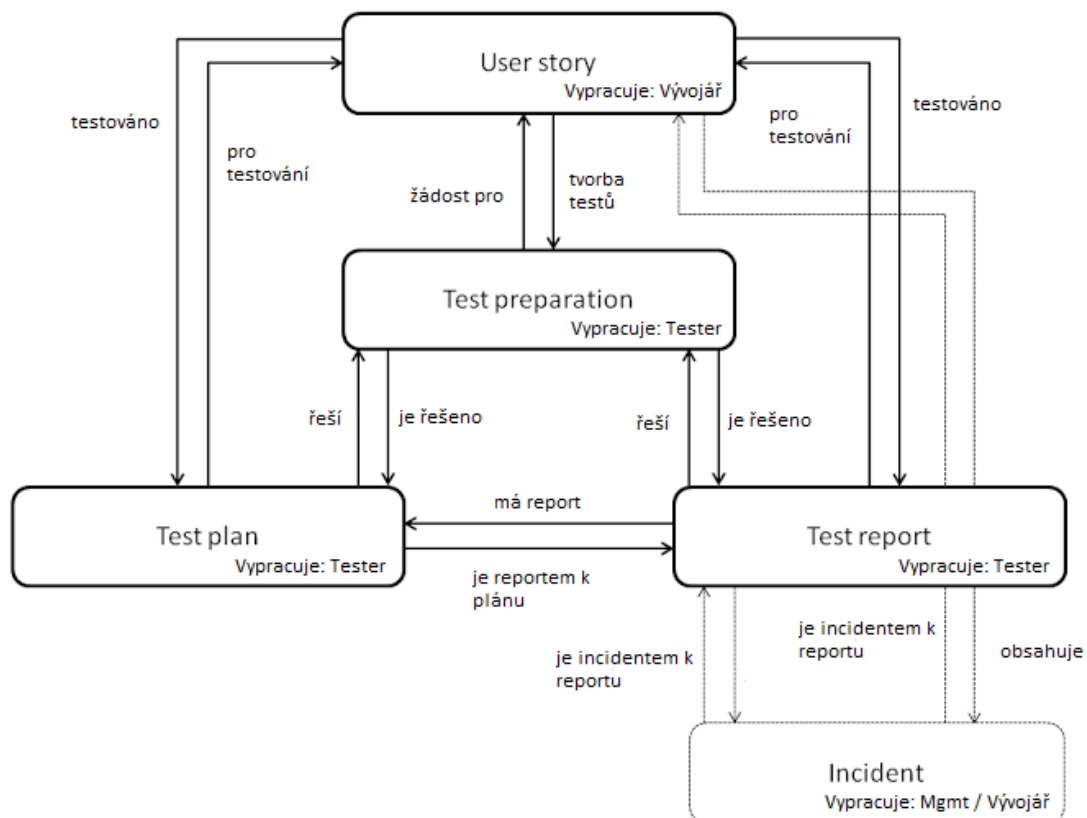 User story
Vypracuje: Vývojář
testováno
testováno
pro
testování
pro
testování
žádost pro
tvorba
testů
Test preparation
Vypracuje: Tester
řeší
je řešeno
řeší
je řešeno
Test plan
Vypracuje: Tester
má report
je reportem k
plánu
Test report
Vypracuje: Tester
je incidentem k
reportu
je incidentem k
reportu
obsahuje
Incident
Vypracuje: Mgmt / Vývojář